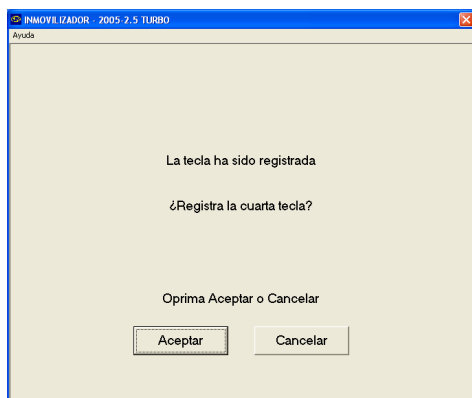 INMOVILIZADOR - 2005-2.5 TURBO
Ayuda
La tecla ha sido registrada
¿Registra la cuarta tecla?
Oprima Aceptar o Cancelar
Aceptar Cancelar